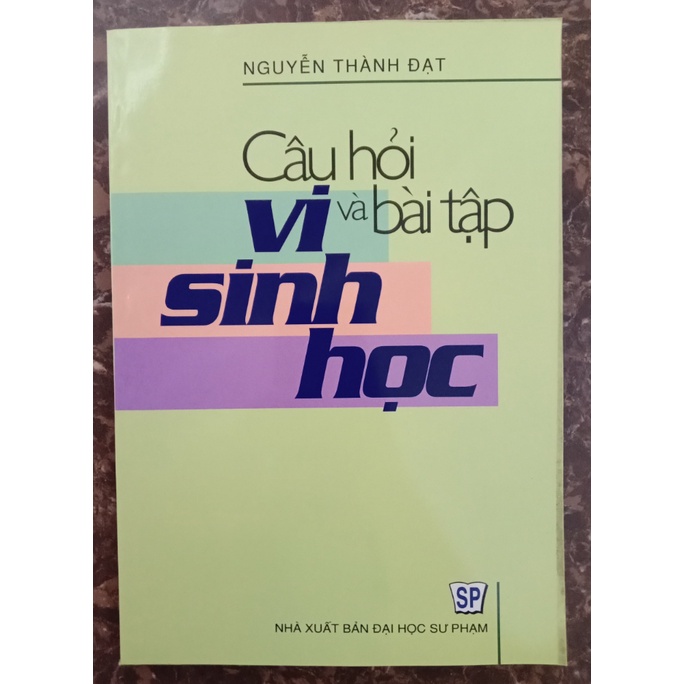 NGUYỄN THÀNH ĐẠT
Câu hỏi
và bài tập
vi
sinh
học
SP
NHÀ XUẤT BẢN ĐẠI HỌC SƯ PHẠM